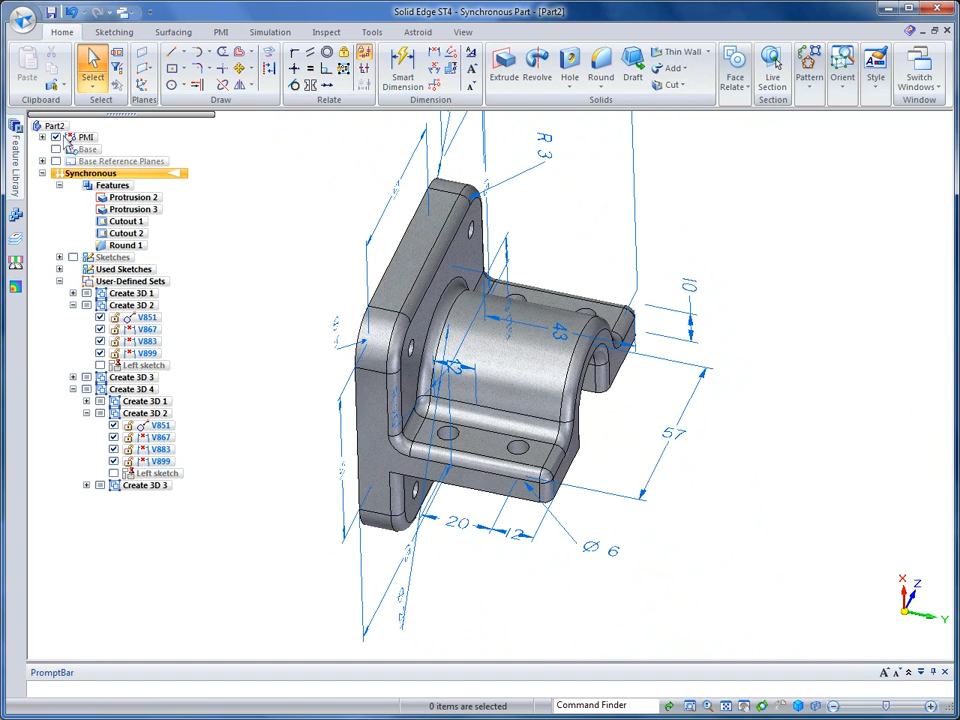 Solid Edge ST4 - Synchronous Part - [Part2]
Home Sketching Surfacing PMI Simulation Inspect Tools Astroid View
Paste Select Smart Dimension Extrude Revolve Hole Round Draft Thin Wall Add Cut Face Relate Live Section Pattern Orient Style Switch Windows
Clipboard Select Planes Draw Relate Dimension Solids Section Window
Feature Library
Part2
PMI
Base
Base Reference Planes
Synchronous
Features
Protrusion 2
Protrusion 3
Cutout 1
Cutout 2
Round 1
Sketches
Used Sketches
User-Defined Sets
Create 3D 1
Create 3D 2
V851
V867
V883
V899
Left sketch
Create 3D 3
Create 3D 4
Create 3D 1
Create 3D 2
V851
V867
V883
V899
Left sketch
Create 3D 3
R 3
10
43
57
20
12
Ø 6
X
Z
Y
PromptBar
0 items are selected
Command Finder